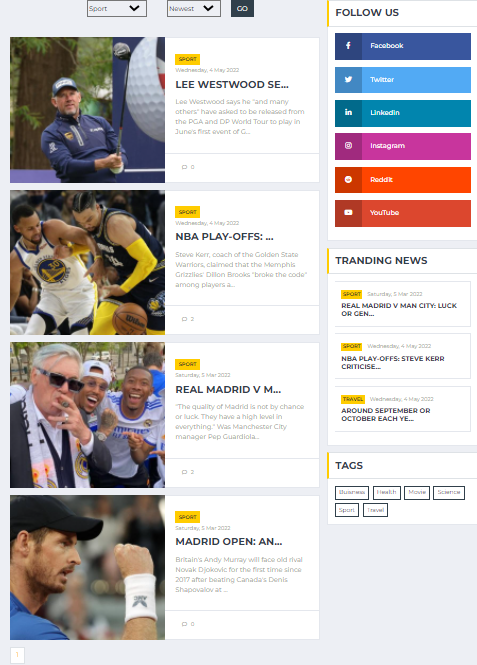 Sport
Newest
GO
SPORT
Wednesday, 4 May 2022
LEE WESTWOOD SE...
Lee Westwood says he "and many
others" have asked to be released from
the PGA and DP World Tour to play in
June's first event of G...
0
SPORT
Wednesday, 4 May 2022
NBA PLAY-OFFS: ...
Steve Kerr, coach of the Golden State
Warriors, claimed that the Memphis
Grizzlies' Dillon Brooks "broke the code"
among players a...
2
SPORT
Saturday, 5 Mar 2022
REAL MADRID V M...
"The quality of Madrid is not by chance
or luck. They have a high level in
everything." Was Manchester City
manager Pep Guardiola...
2
SPORT
Saturday, 5 Mar 2022
MADRID OPEN: AN...
Britain's Andy Murray will face old rival
Novak Djokovic for the first time since
2017 after beating Canada's Denis
Shapovalov at ...
0
1
FOLLOW US
Facebook
Twitter
Linkedin
Instagram
Reddit
YouTube
TRANDING NEWS
SPORT Saturday, 5 Mar 2022
REAL MADRID V MAN CITY: LUCK
OR GEN...
SPORT Wednesday, 4 May 2022
NBA PLAY-OFFS: STEVE KERR
CRITICISE...
TRAVEL Wednesday, 4 May 2022
AROUND SEPTEMBER OR
OCTOBER EACH YE...
TAGS
Buisness Health Movie Science
Sport Travel